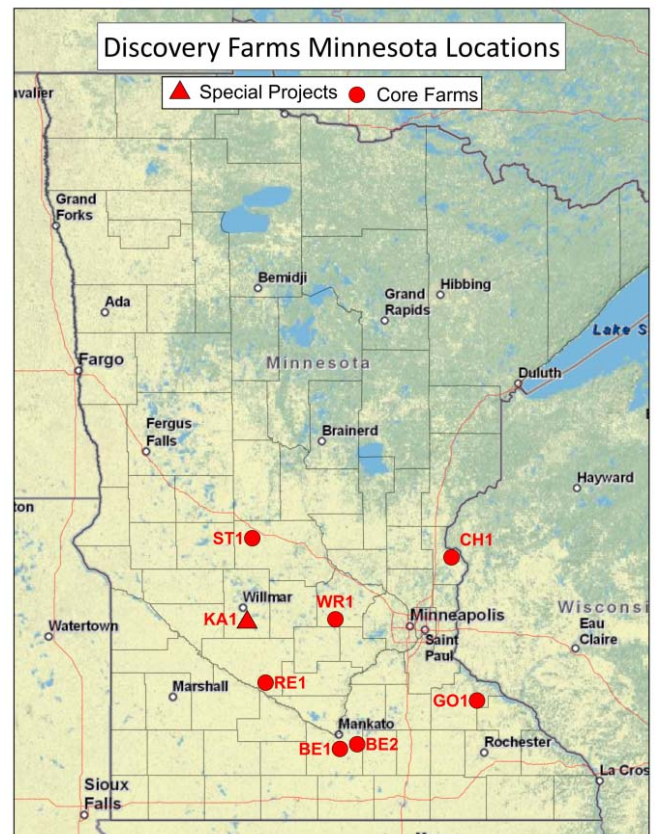 Discovery Farms Minnesota Locations
Special Projects
Core Farms
avalier
Grand
Forks
Bemidji
Hibbing
Grand
Rapids
Ada
Lake S
Fargo
Minnesota
Duluth
Fergus
Falls
Brainerd
Hayward
ton
ST1
CH1
Willmar
WR1
Wisconsi
KA1
Minneapolis
Eau
Claire
Watertown
Saint
Paul
RE1
Marshall
GO1
Mankato
BE1
BE2
Rochester
La Cros
Sioux
Falls